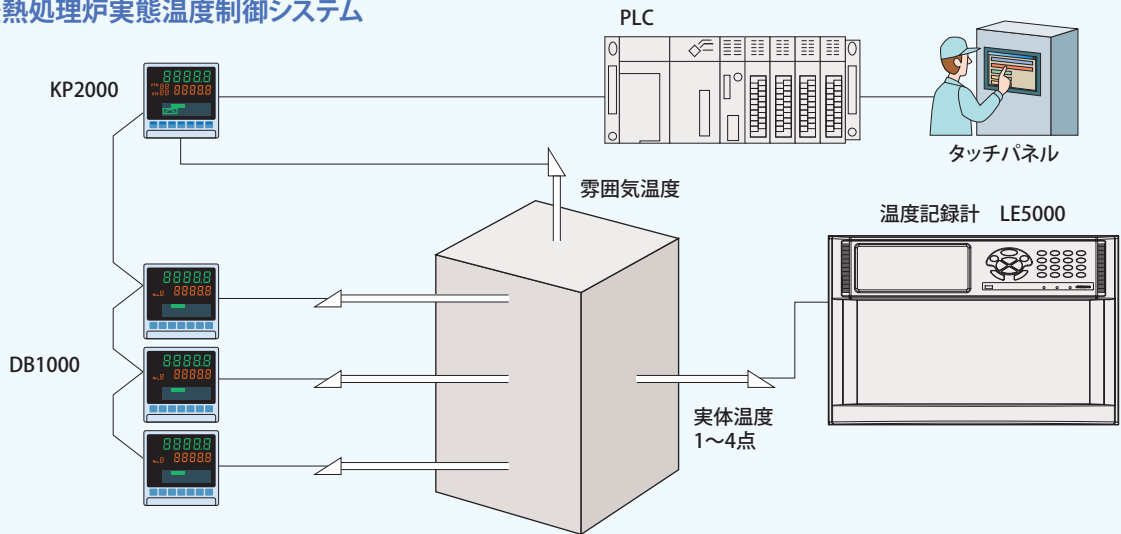 熱処理炉実態温度制御システム
PLC
KP2000
タッチパネル
雰囲気温度
温度記録計 LE5000
DB1000
実体温度
1〜4点